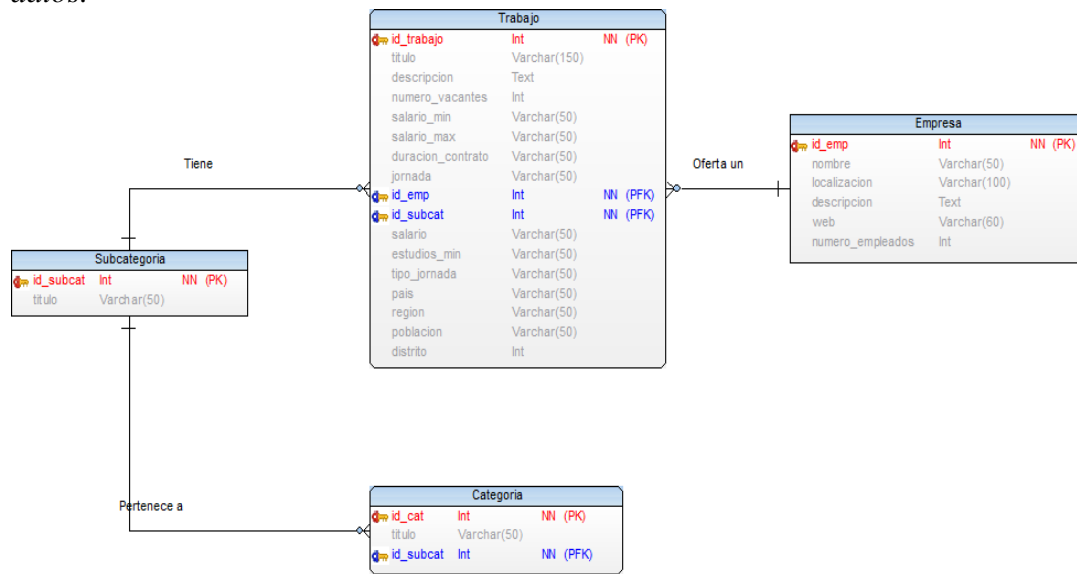 datos.
Trabajo
id_trabajo Int NN (PK)
titulo Varchar(150)
descripcion Text
numero_vacantes Int
salario_min Varchar(50)
salario_max Varchar(50)
duracion_contrato Varchar(50)
jornada Varchar(50)
id_emp Int NN (PFK)
id_subcat Int NN (PFK)
salario Varchar(50)
estudios_min Varchar(50)
tipo_jornada Varchar(50)
pais Varchar(50)
region Varchar(50)
poblacion Varchar(50)
distrito Int
Tiene
Oferta un
Empresa
id_emp Int NN (PK)
nombre Varchar(50)
localizacion Varchar(100)
descripcion Text
web Varchar(60)
numero_empleados Int
Subcategoria
id_subcat Int NN (PK)
titulo Varchar(50)
Pertenece a
Categoria
id_cat Int NN (PK)
titulo Varchar(50)
id_subcat Int NN (PFK)